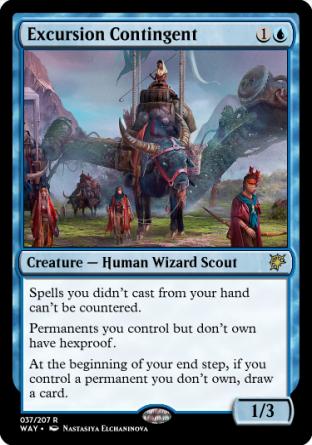 Excursion Contingent 1
Creature — Human Wizard Scout
Spells you didn't cast from your hand
can't be countered.
Permanents you control but don't own
have hexproof.
At the beginning of your end step, if you
control a permanent you don't own, draw
a card.
1/3
037/207 R
WAY • Nastasiya Elchaninova